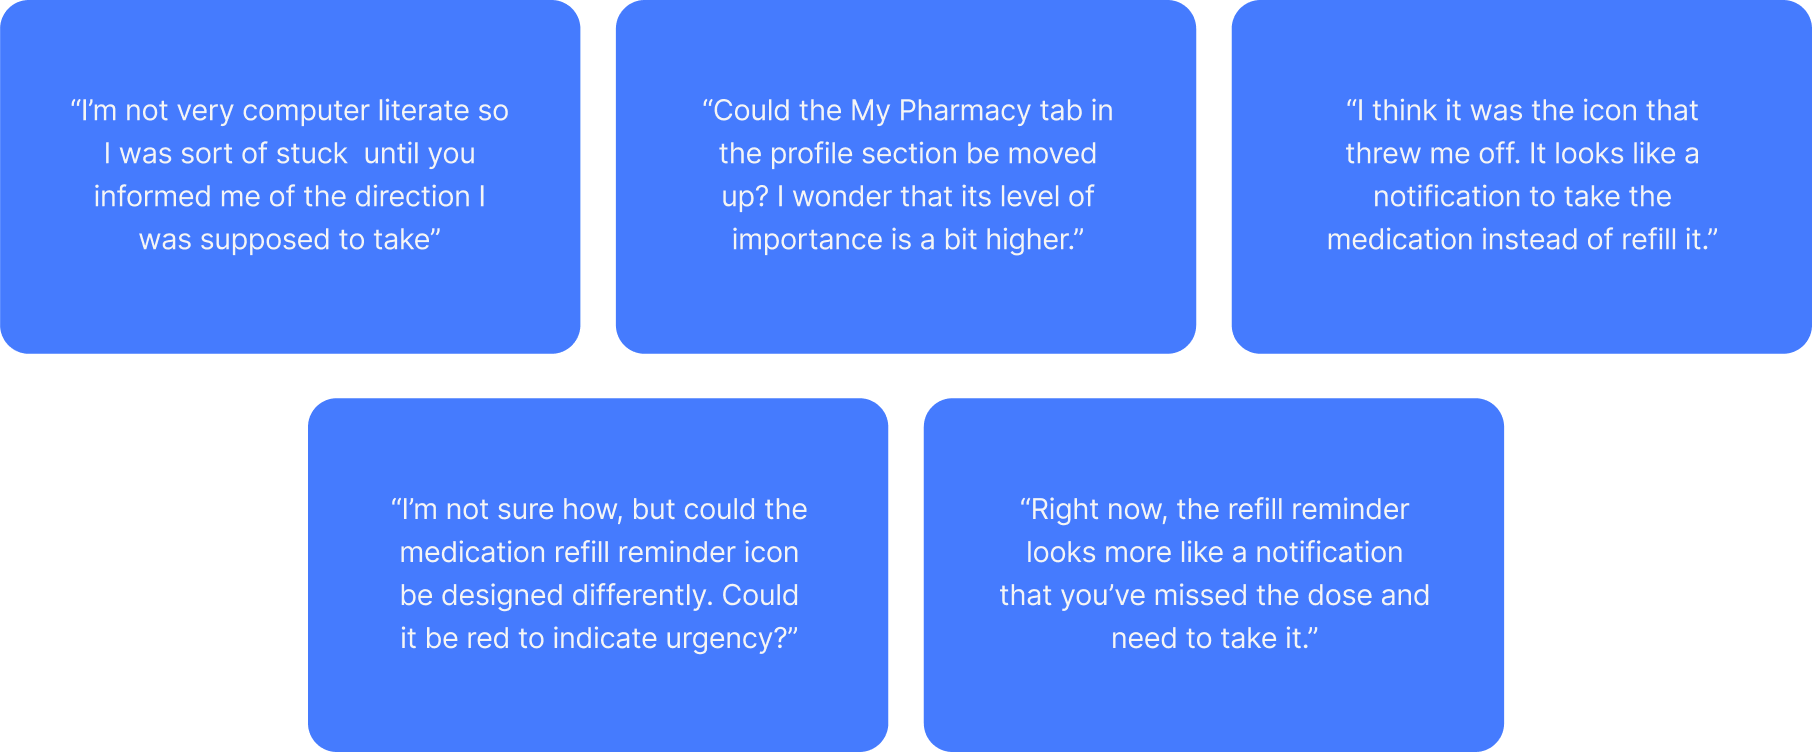 “I’m not very computer literate so
I was sort of stuck  until you
informed me of the direction I
was supposed to take”
“Could the My Pharmacy tab in
the profile section be moved
up? I wonder that its level of
importance is a bit higher.”
“I think it was the icon that
threw me off. It looks like a
notification to take the
medication instead of refill it.”
“I’m not sure how, but could the
medication refill reminder icon
be designed differently. Could
it be red to indicate urgency?”
“Right now, the refill reminder
looks more like a notification
that you’ve missed the dose and
need to take it.”